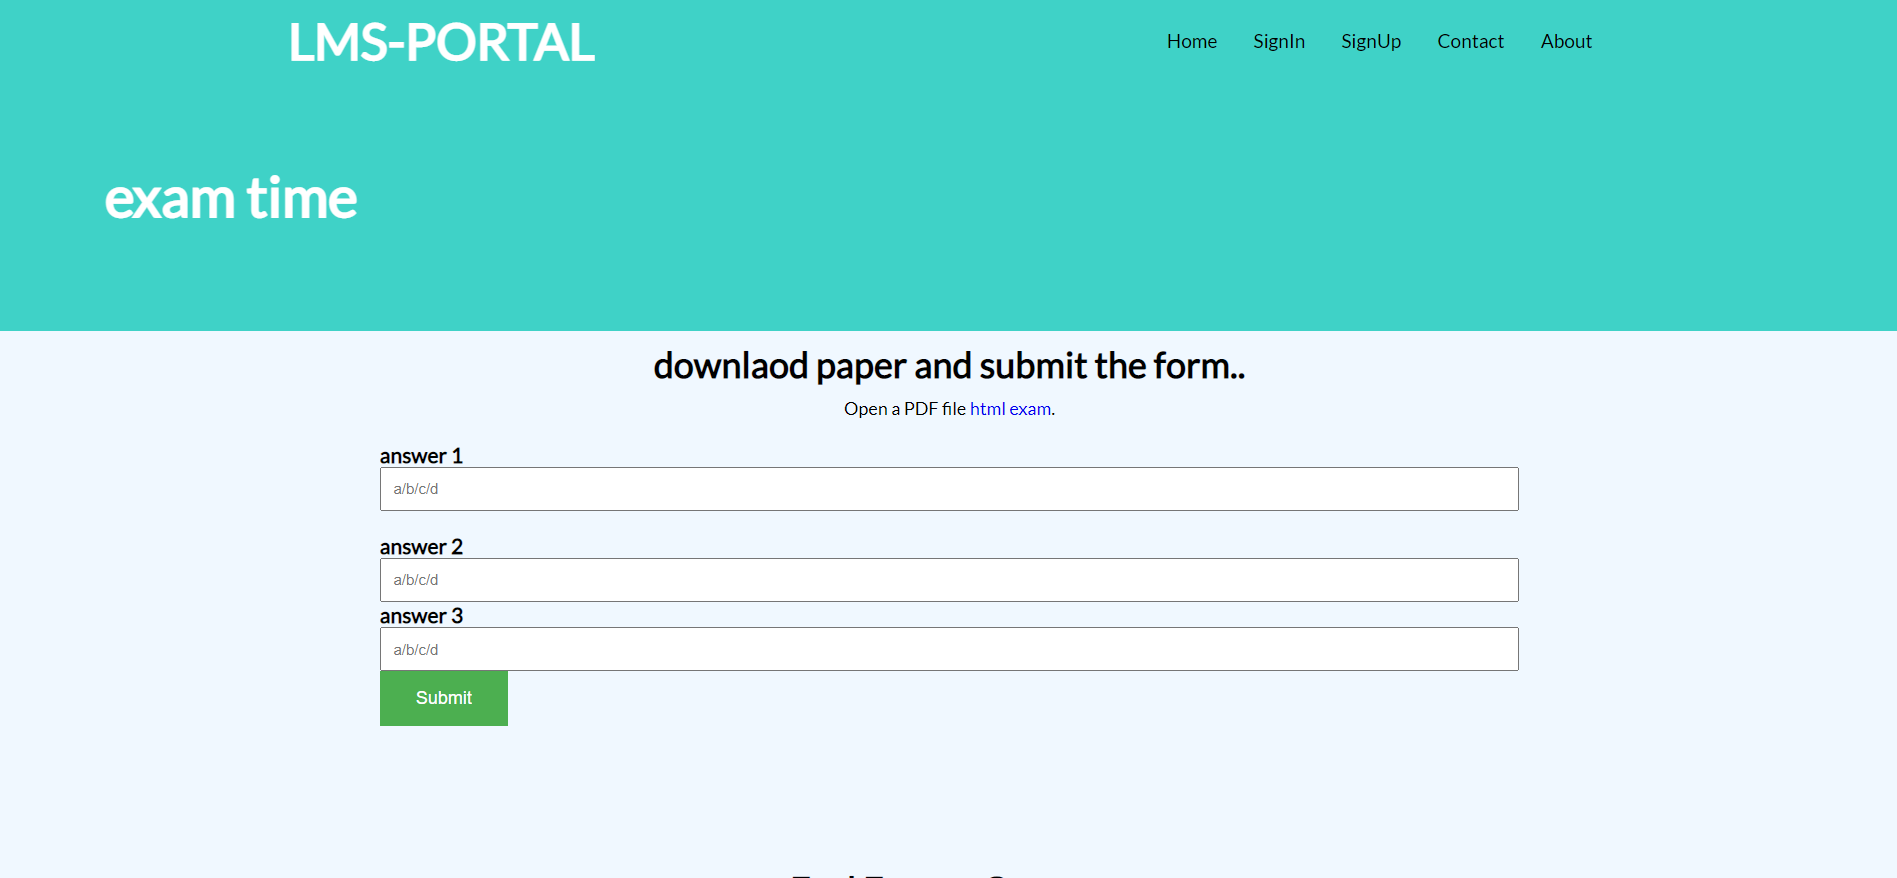 LMS-PORTAL
Home SignIn SignUp Contact About
exam time
downlaod paper and submit the form..
Open a PDF file html exam.
answer 1
a/b/c/d
answer 2
a/b/c/d
answer 3
a/b/c/d
Submit